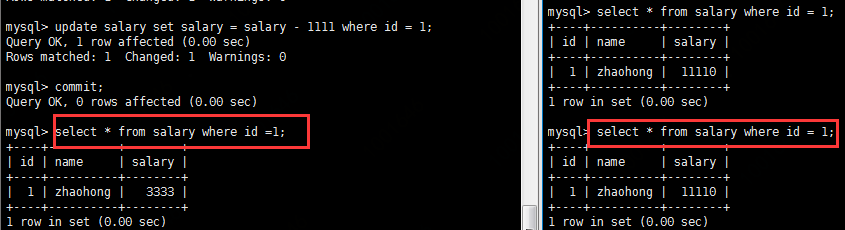 mysql> update salary set salary = salary - 1111 where id = 1;
Query OK, 1 row affected (0.00 sec)
Rows matched: 1  Changed: 1  Warnings: 0
mysql> commit;
Query OK, 0 rows affected (0.00 sec)
mysql> select * from salary where id =1;
+----+----------+--------+
| id | name     | salary |
+----+----------+--------+
|  1 | zhaohong |   3333 |
+----+----------+--------+
1 row in set (0.00 sec)
mysql> select * from salary where id = 1;
+----+----------+--------+
| id | name     | salary |
+----+----------+--------+
|  1 | zhaohong |  11110 |
+----+----------+--------+
1 row in set (0.00 sec)
mysql> select * from salary where id = 1;
+----+----------+--------+
| id | name     | salary |
+----+----------+--------+
|  1 | zhaohong |  11110 |
+----+----------+--------+
1 row in set (0.00 sec)